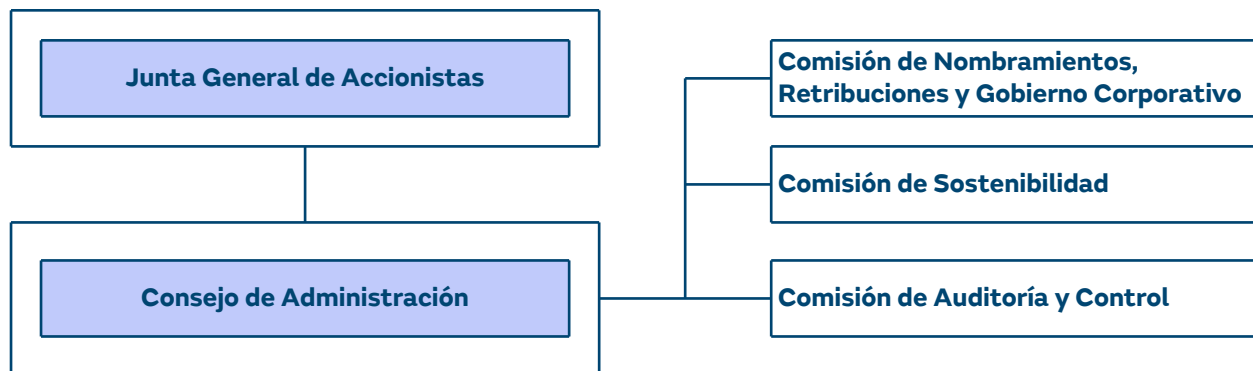 Junta General de Accionistas
Consejo de Administración
Comisión de Nombramientos,
Retribuciones y Gobierno Corporativo
Comisión de Sostenibilidad
Comisión de Auditoría y Control